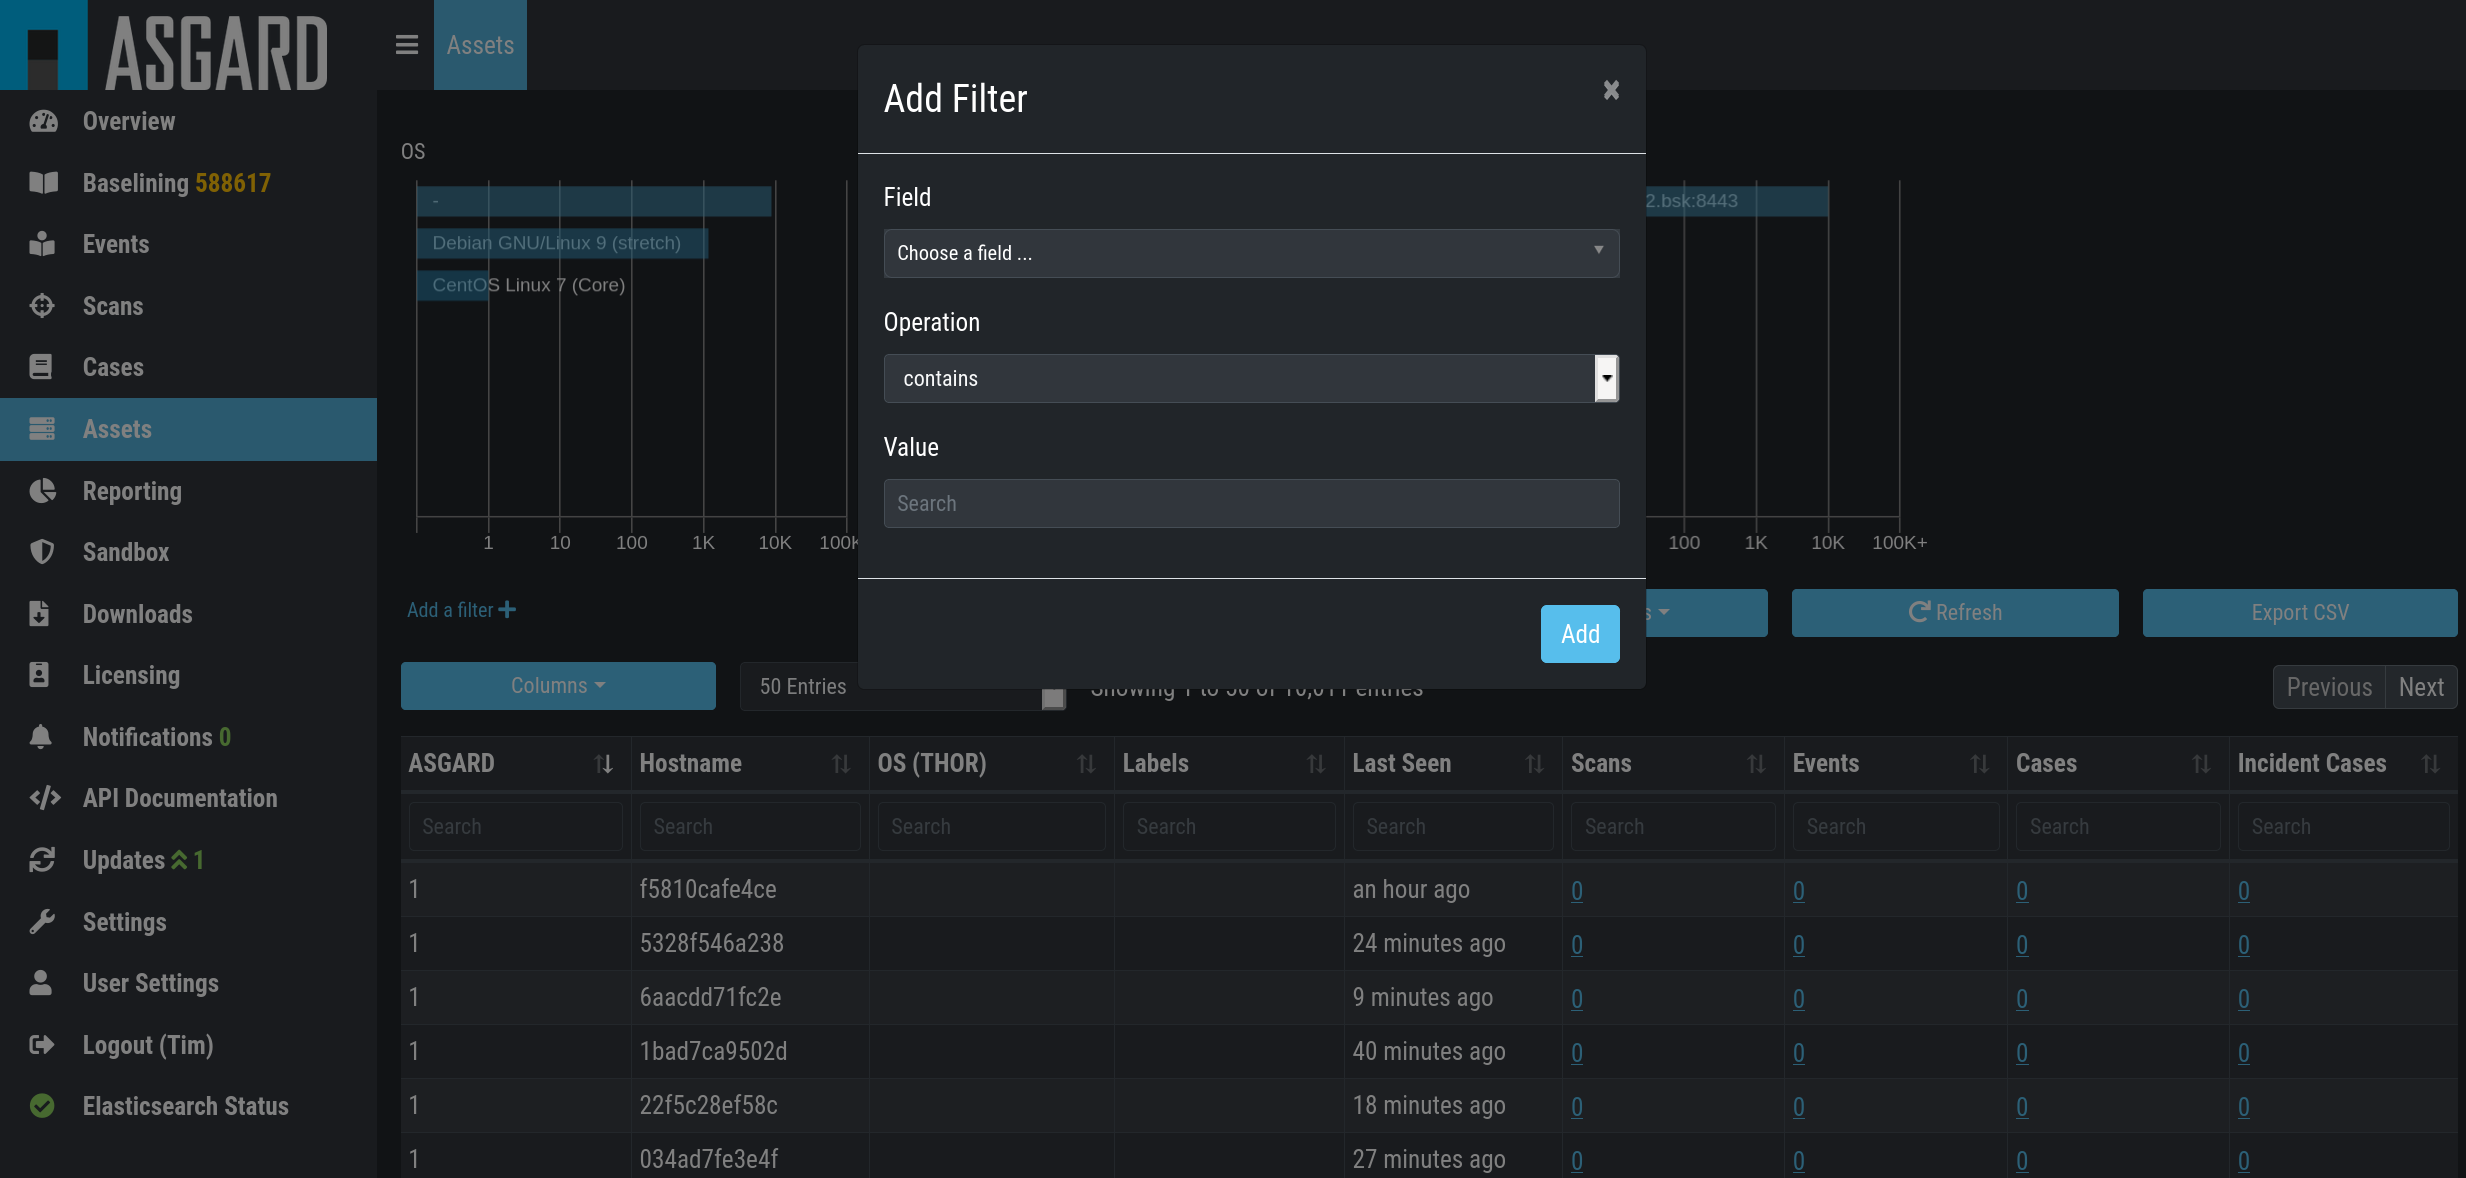 ASGARD
Assets
Overview
Baselining 588617
Events
Scans
Cases
Assets
Reporting
Sandbox
Downloads
Licensing
Notifications 0
API Documentation
Updates 1
Settings
User Settings
Logout (Tim)
Elasticsearch Status
OS
-
Debian GNU/Linux 9 (stretch)
CentOS Linux 7 (Core)
1 10 100 1K 10K 100K
2.bsk:8443
100 1K 10K 100K+
Add Filter
×
Field
Choose a field ...
Operation
contains
Value
Search
Add
Add a filter
s
Refresh
Export CSV
Columns
50 Entries
Previous Next
ASGARD Hostname OS (THOR) Labels Last Seen Scans Events Cases Incident Cases
Search Search Search Search Search Search Search Search Search
1 f5810cafe4ce an hour ago 0 0 0 0
1 5328f546a238 24 minutes ago 0 0 0 0
1 6aacdd71fc2e 9 minutes ago 0 0 0 0
1 1bad7ca9502d 40 minutes ago 0 0 0 0
1 22f5c28ef58c 18 minutes ago 0 0 0 0
1 034ad7fe3e4f 27 minutes ago 0 0 0 0